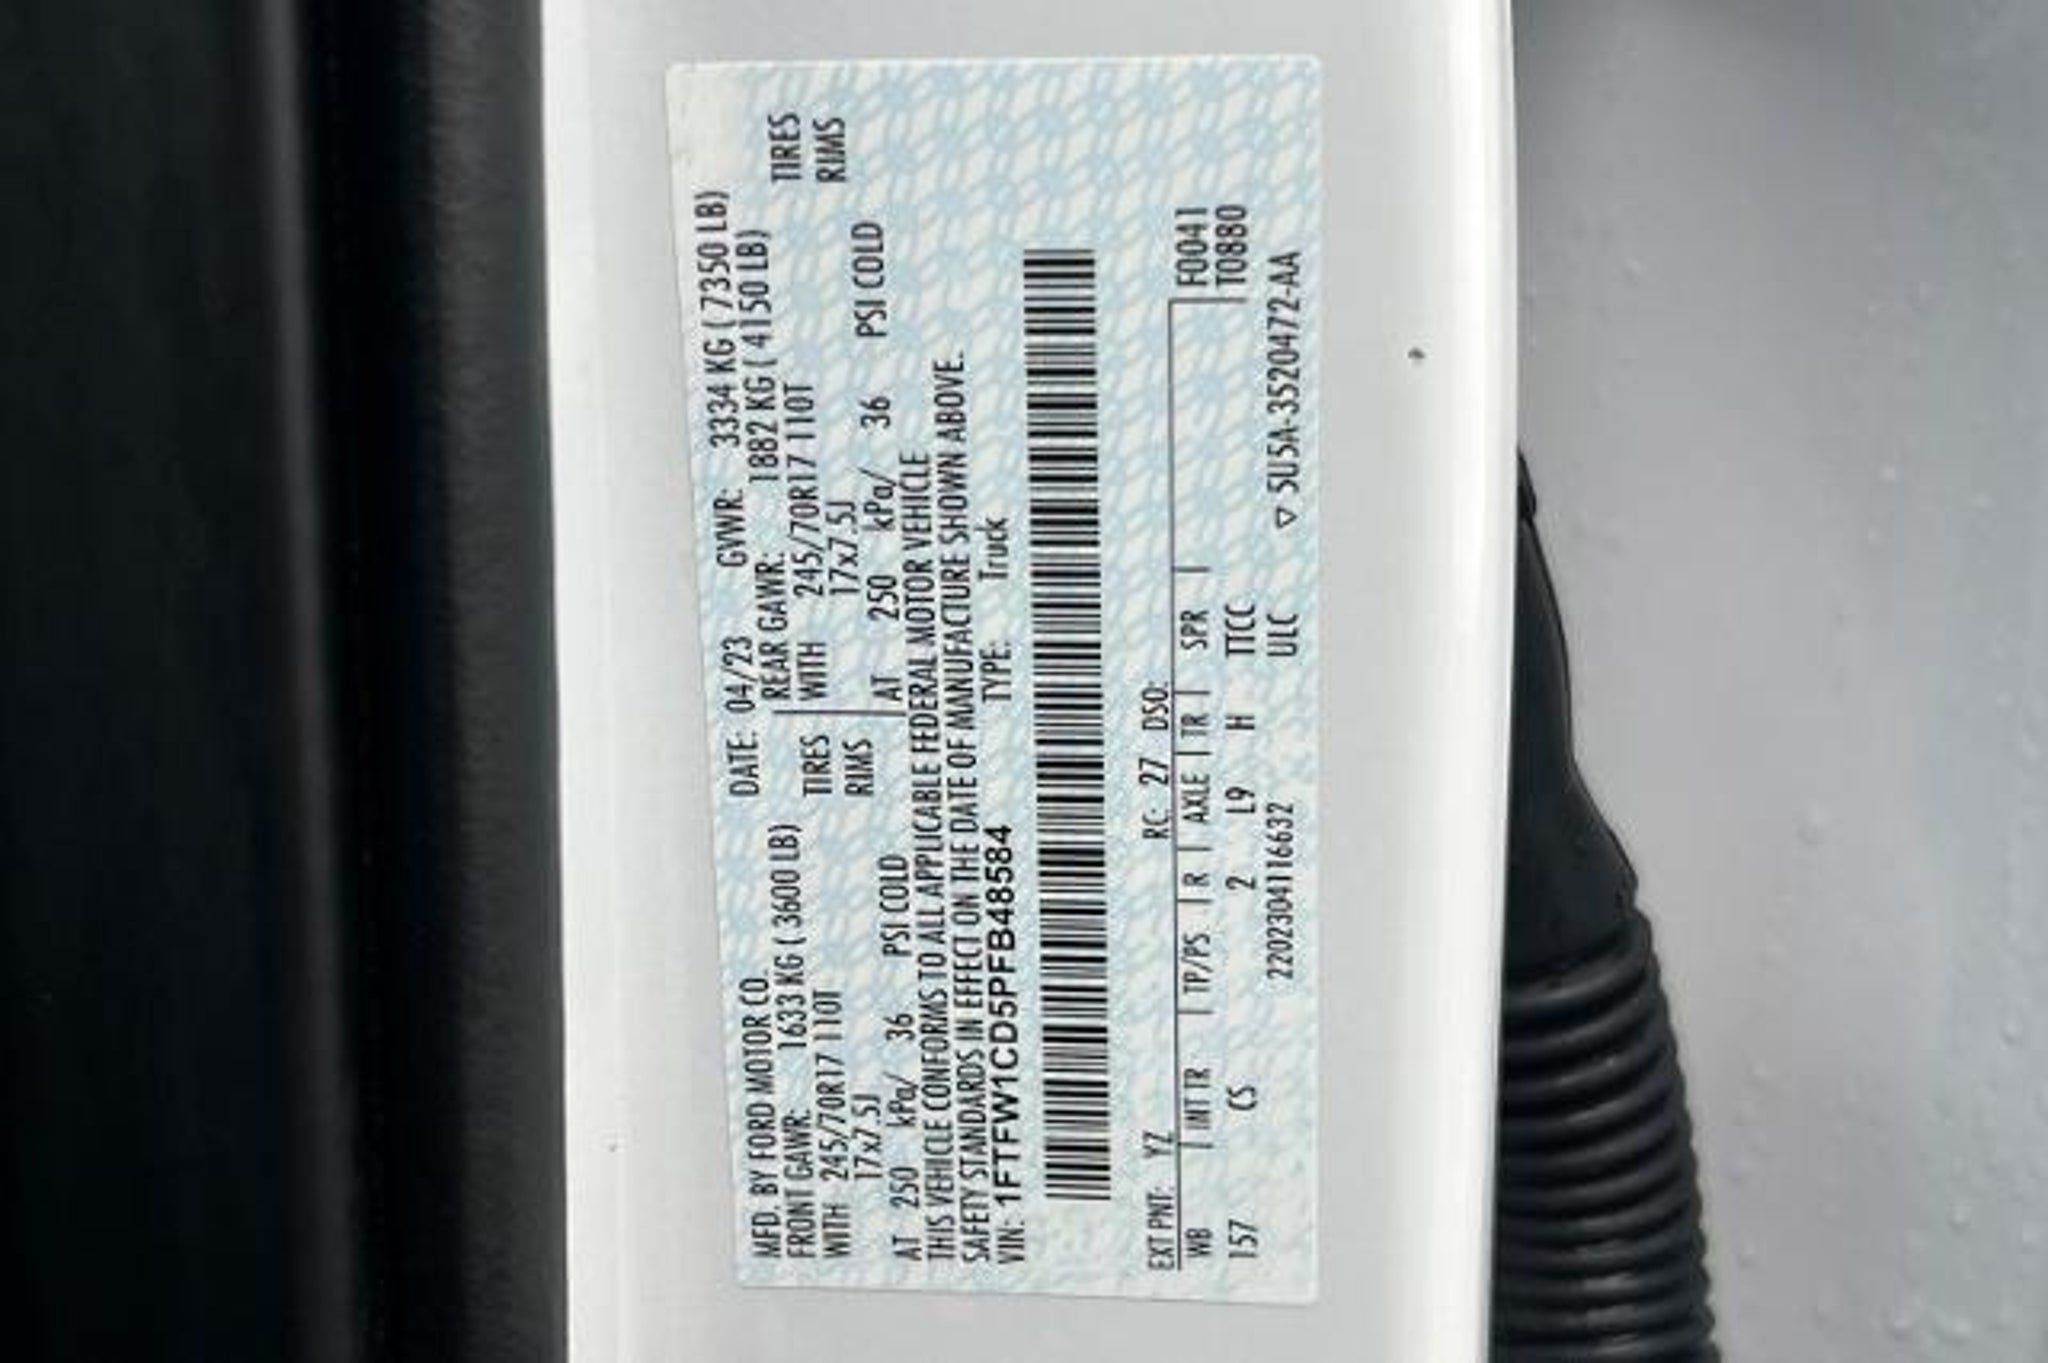 MFD. BY FORD MOTOR CO. DATE: 04/23 GVWR: 3334 KG ( 7350 LB)
FRONT GAWR: 1633 KG ( 3600 LB) REAR GAWR: 1882 KG ( 4150 LB)
WITH 245/70R17 110T TIRES WITH 245/70R17 110T TIRES
17x7.5J RIMS 17x7.5J RIMS
AT 250 kPa/ 36 PSI COLD AT 250 kPa/ 36 PSI COLD
THIS VEHICLE CONFORMS TO ALL APPLICABLE FEDERAL MOTOR VEHICLE
SAFETY STANDARDS IN EFFECT ON THE DATE OF MANUFACTURE SHOWN ABOVE.
VIN: 1FTFW1CD5PFB48584 TYPE: Truck
EXT PNT: YZ RC: 27 DSO: F0041
WB | INT TR | TP/PS | R | AXLE | TR | SPR | T0880
157 CS 2 L9 H TTCC
22023041 16632 ULC ▽ 5U5A-3520472-AA